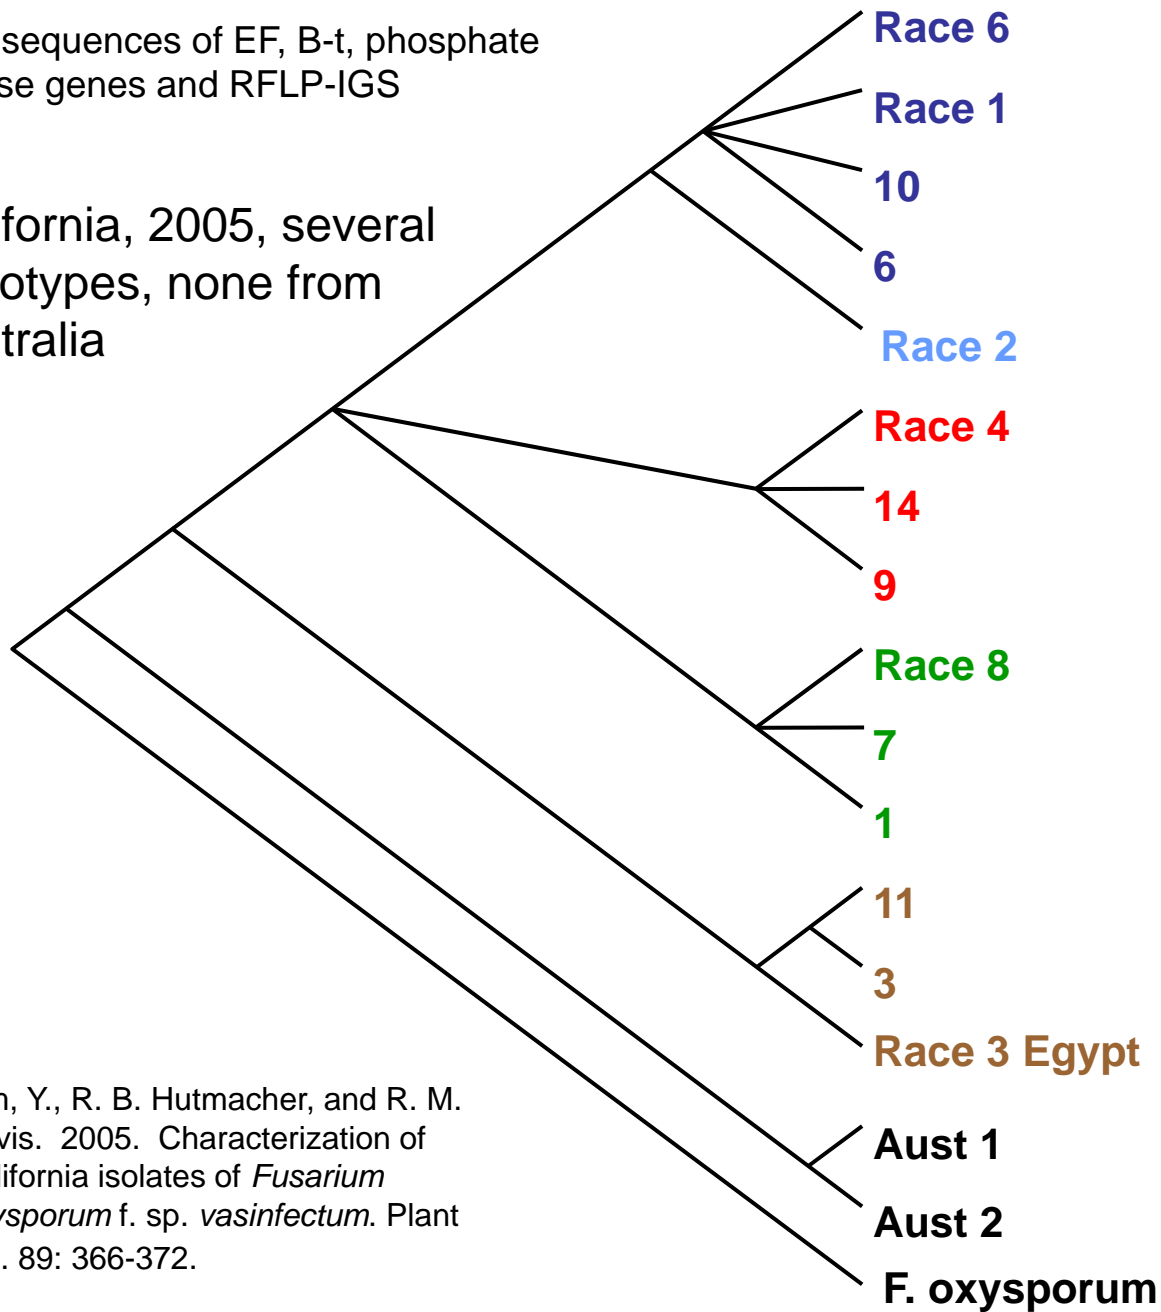 sequences of EF, B-t, phosphate
se genes and RFLP-IGS
fornia, 2005, several
otypes, none from
tralia
Race 6
Race 1
10
6
Race 2
Race 4
14
9
Race 8
7
1
11
3
Race 3 Egypt
Aust 1
Aust 2
F. oxysporum
n, Y., R. B. Hutmacher, and R. M.
vis. 2005. Characterization of
lifornia isolates of Fusarium
ysporum f. sp. vasinfectum. Plant
. 89: 366-372.